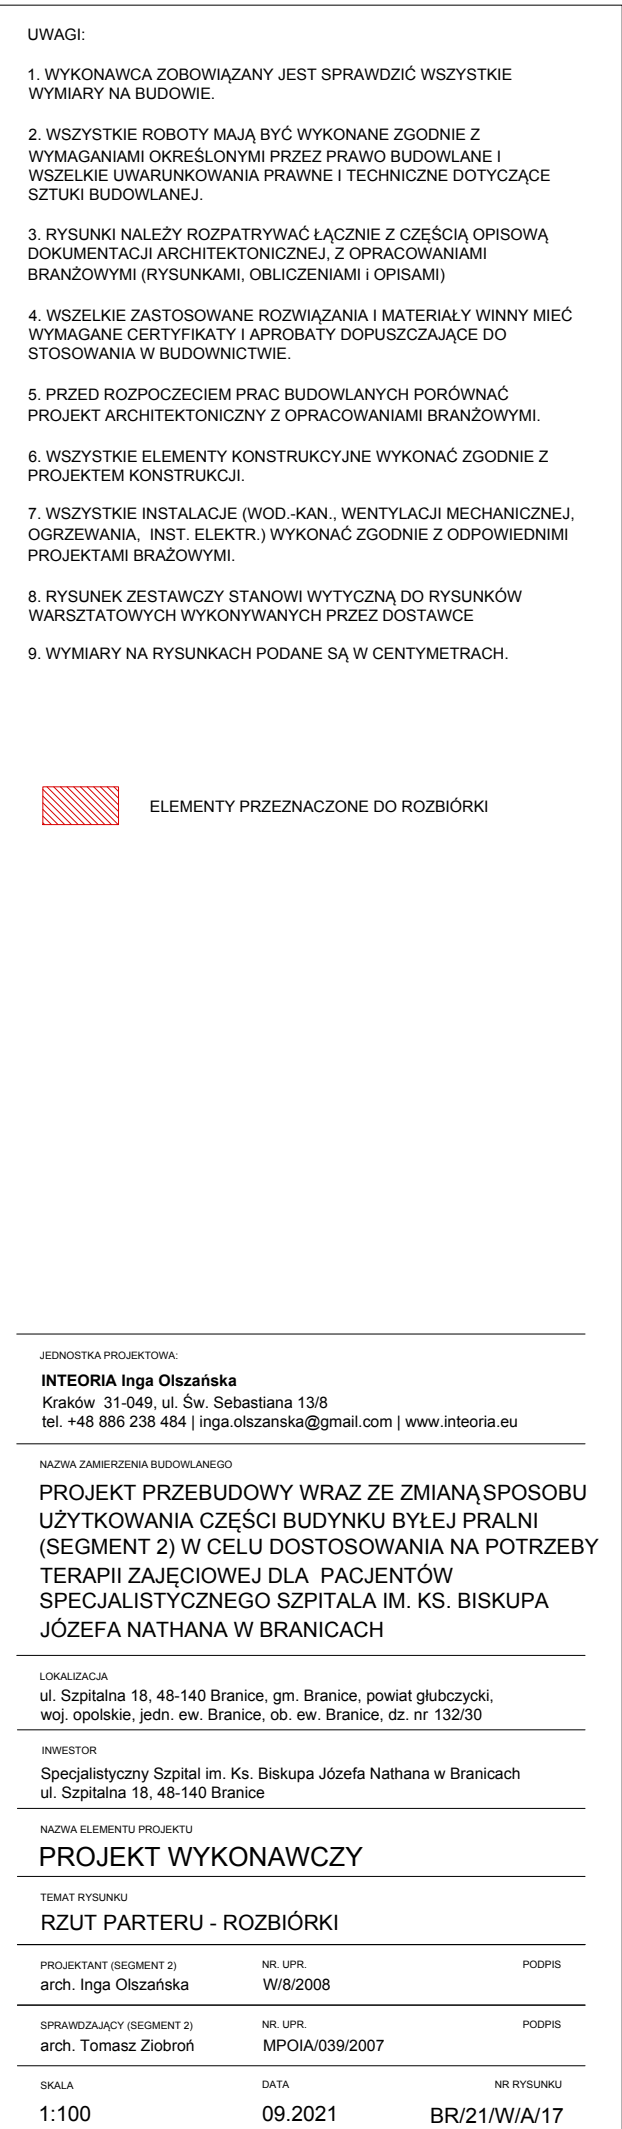 UWAGI:
1. WYKONAWCA ZOBOWIĄZANY JEST SPRAWDZIĆ WSZYSTKIE
WYMIARY NA BUDOWIE.
2. WSZYSTKIE ROBOTY MAJĄ BYĆ WYKONANE ZGODNIE Z
WYMAGANIAMI OKREŚLONYMI PRZEZ PRAWO BUDOWLANE I
WSZELKIE UWARUNKOWANIA PRAWNE I TECHNICZNE DOTYCZĄCE
SZTUKI BUDOWLANEJ.
3. RYSUNKI NALEŻY ROZPATRYWAĆ ŁĄCZNIE Z CZĘŚCIĄ OPISOWĄ
DOKUMENTACJI ARCHITEKTONICZNEJ, Z OPRACOWANIAMI
BRANŻOWYMI (RYSUNKAMI, OBLICZENIAMI i OPISAMI)
4. WSZELKIE ZASTOSOWANE ROZWIĄZANIA I MATERIAŁY WINNY MIEĆ
WYMAGANE CERTYFIKATY I APROBATY DOPUSZCZAJĄCE DO
STOSOWANIA W BUDOWNICTWIE.
5. PRZED ROZPOCZECIEM PRAC BUDOWLANYCH PORÓWNAĆ
PROJEKT ARCHITEKTONICZNY Z OPRACOWANIAMI BRANŻOWYMI.
6. WSZYSTKIE ELEMENTY KONSTRUKCYJNE WYKONAĆ ZGODNIE Z
PROJEKTEM KONSTRUKCJI.
7. WSZYSTKIE INSTALACJE (WOD.-KAN., WENTYLACJI MECHANICZNEJ,
OGRZEWANIA, INST. ELEKTR.) WYKONAĆ ZGODNIE Z ODPOWIEDNIMI
PROJEKTAMI BRAŻOWYMI.
8. RYSUNEK ZESTAWCZY STANOWI WYTYCZNĄ DO RYSUNKÓW
WARSZTATOWYCH WYKONYWANYCH PRZEZ DOSTAWCE
9. WYMIARY NA RYSUNKACH PODANE SĄ W CENTYMETRACH.
ELEMENTY PRZEZNACZONE DO ROZBIÓRKI
JEDNOSTKA PROJEKTOWA:
INTEORIA Inga Olszańska
Kraków 31-049, ul. Św. Sebastiana 13/8
tel. +48 886 238 484 | inga.olszanska@gmail.com | www.inteoria.eu
NAZWA ZAMIERZENIA BUDOWLANEGO
PROJEKT PRZEBUDOWY WRAZ ZE ZMIANĄ SPOSOBU
UŻYTKOWANIA CZĘŚCI BUDYNKU BYŁEJ PRALNI
(SEGMENT 2) W CELU DOSTOSOWANIA NA POTRZEBY
TERAPII ZAJĘCIOWEJ DLA PACJENTÓW
SPECJALISTYCZNEGO SZPITALA IM. KS. BISKUPA
JÓZEFA NATHANA W BRANICACH
LOKALIZACJA
ul. Szpitalna 18, 48-140 Branice, gm. Branice, powiat głubczycki,
woj. opolskie, jedn. ew. Branice, ob. ew. Branice, dz. nr 132/30
INWESTOR
Specjalistyczny Szpital im. Ks. Biskupa Józefa Nathana w Branicach
ul. Szpitalna 18, 48-140 Branice
NAZWA ELEMENTU PROJEKTU
PROJEKT WYKONAWCZY
TEMAT RYSUNKU
RZUT PARTERU - ROZBIÓRKI
PROJEKTANT (SEGMENT 2) NR. UPR. PODPIS
arch. Inga Olszańska W/8/2008
SPRAWDZAJĄCY (SEGMENT 2) NR. UPR. PODPIS
arch. Tomasz Ziobroń MPOIA/039/2007
SKALA DATA NR RYSUNKU
1:100 09.2021 BR/21/W/A/17